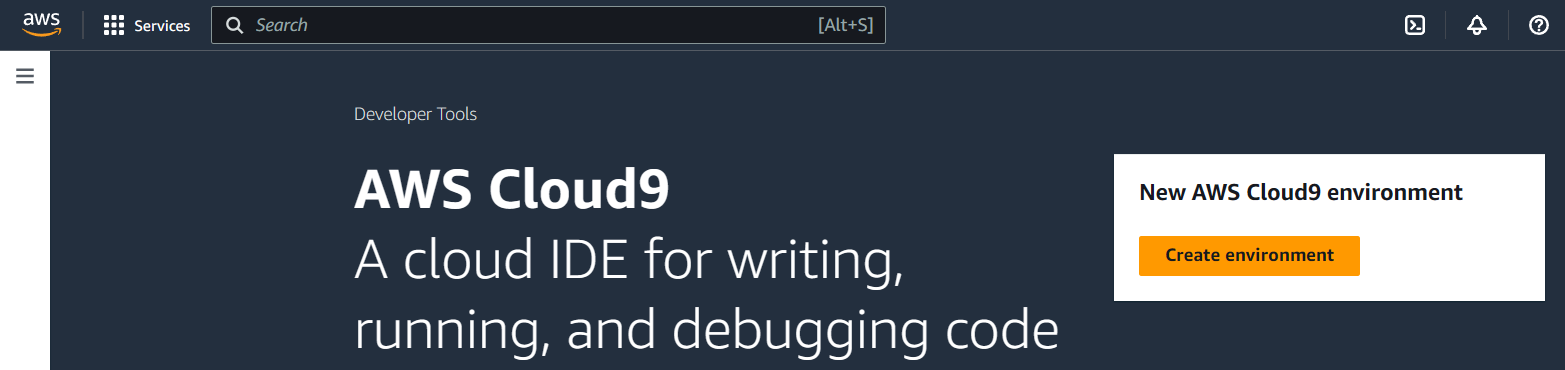 aws
Services
Search
[Alt+S]
Developer Tools
AWS Cloud9
A cloud IDE for writing,
running, and debugging code
New AWS Cloud9 environment
Create environment